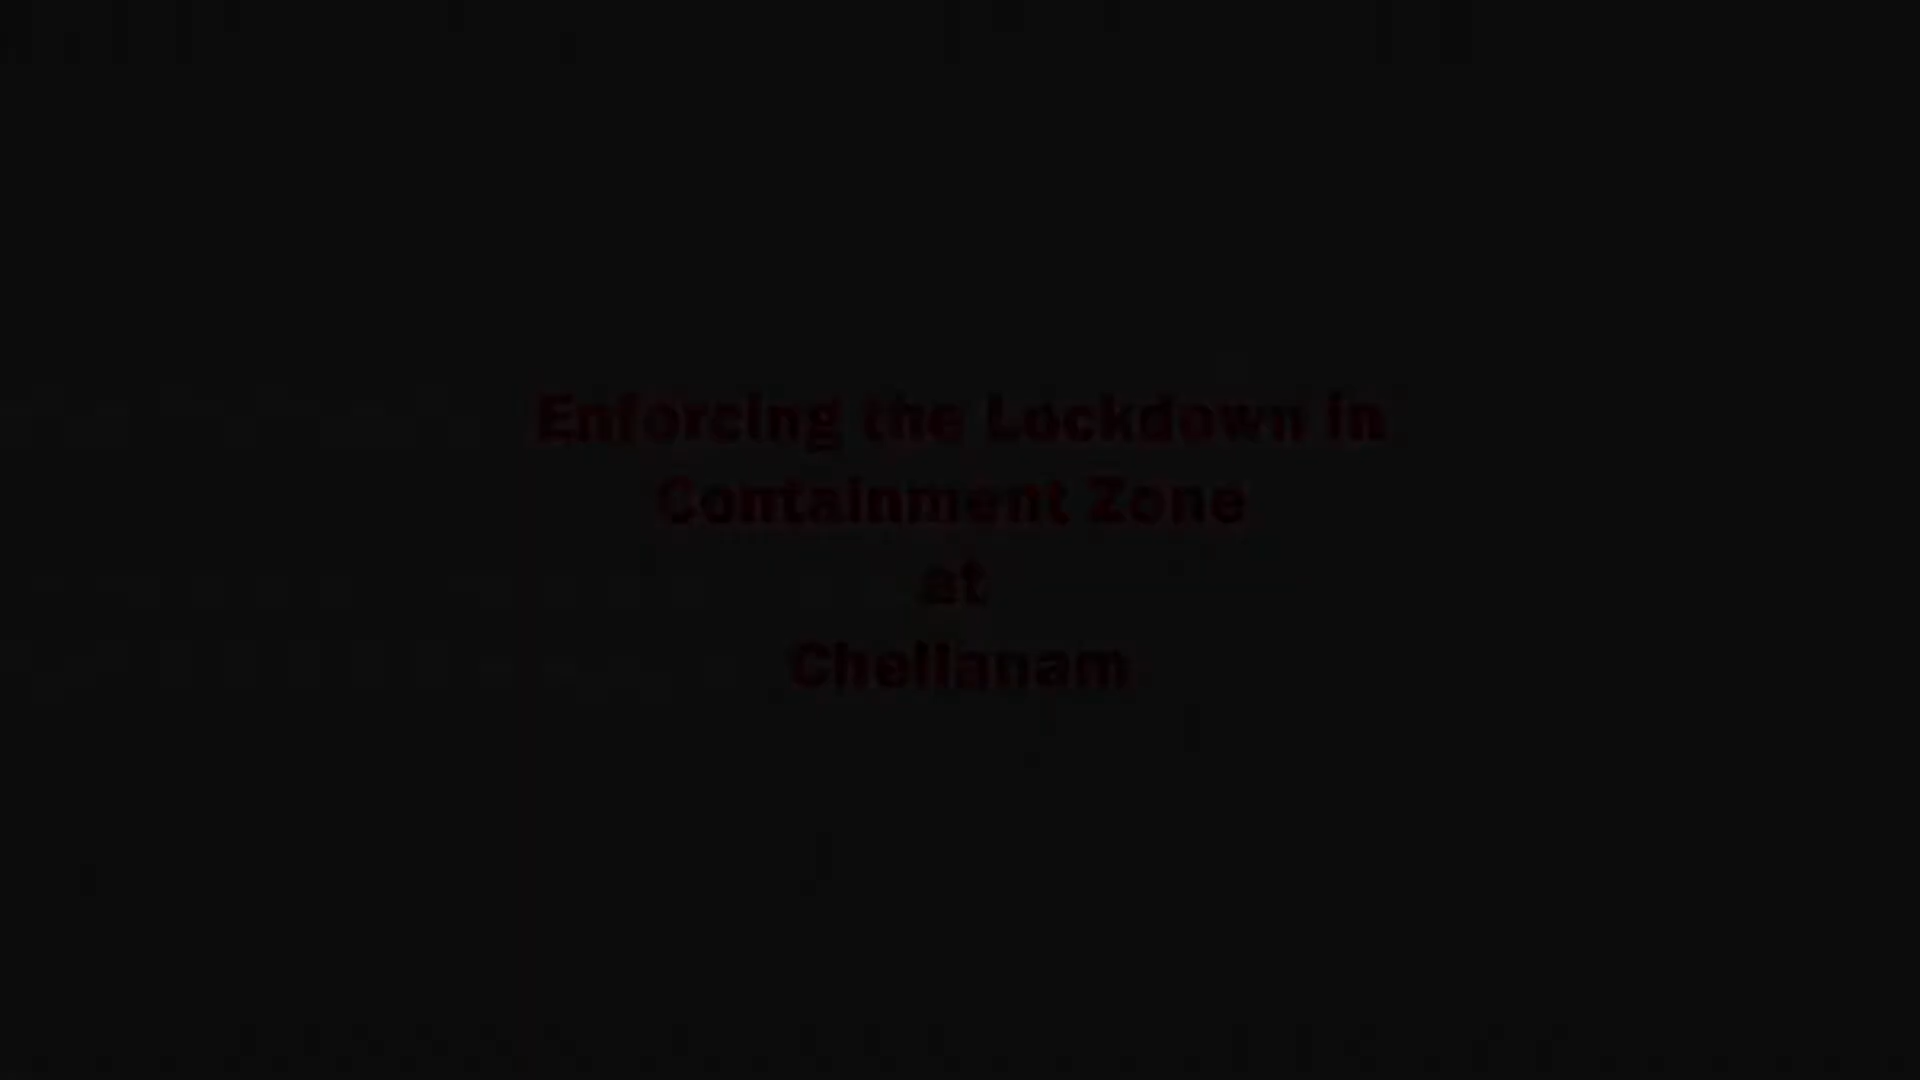 Enforcing the Lockdown in
Containment Zone
at
Chellanam